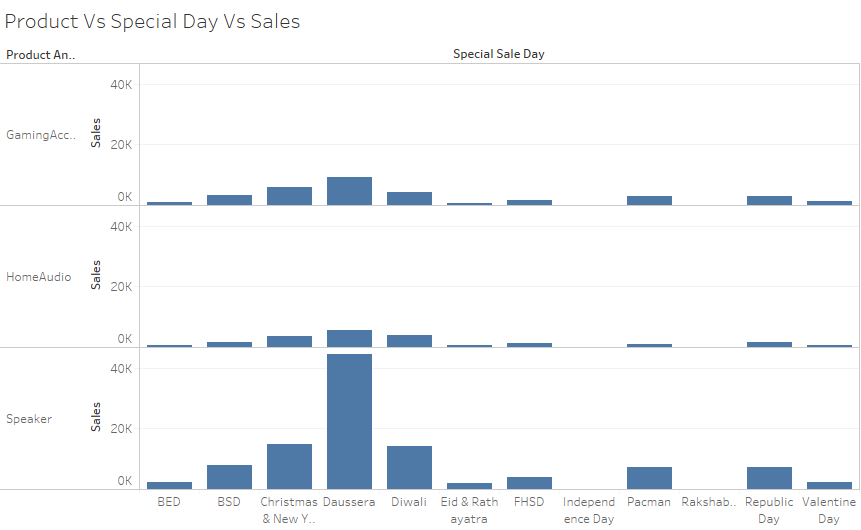 Product Vs Special Day Vs Sales
Product An..
Special Sale Day
GamingAcc..
Sales
40K
20K
0K
HomeAudio
Sales
40K
20K
0K
Speaker
Sales
40K
20K
0K
BED
BSD
Christmas
& New Y..
Daussera
Diwali
Eid & Rath
ayatra
FHSD
Independ
ence Day
Pacman
Rakshab..
Republic
Day
Valentine
Day